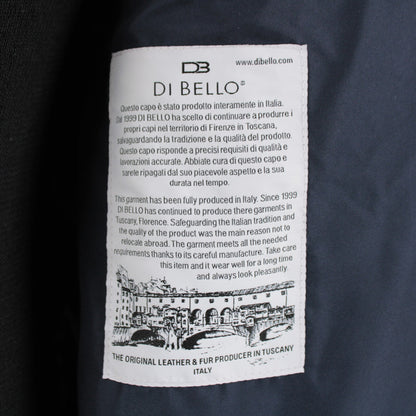 DB
www.dibello.com
DI BELLO®
Questo capo è stato prodotto interamente in Italia.
Dal 1999 DI BELLO ha scelto di continuare a produrre i
propri capi nel territorio di Firenze in Toscana,
salvaguardando la tradizione e la qualità del prodotto.
Questo capo risponde a precisi requisiti di qualità e
lavorazioni accurate. Abbiate cura di questo capo e
sarete ripagati dal suo piacevole aspetto e la sua
durata nel tempo.
This garment has been fully produced in Italy. Since 1999
DI BELLO has continued to produce there garments in
Tuscany, Florence. Safeguarding the Italian tradition and
the quality of the product was the main reason not to
relocate abroad. The garment meets all the needed
requirements thanks to its careful manufacture. Take care
this item and it wear well for a long time
and always look pleasantly.
THE ORIGINAL LEATHER & FUR PRODUCER IN TUSCANY
ITALY